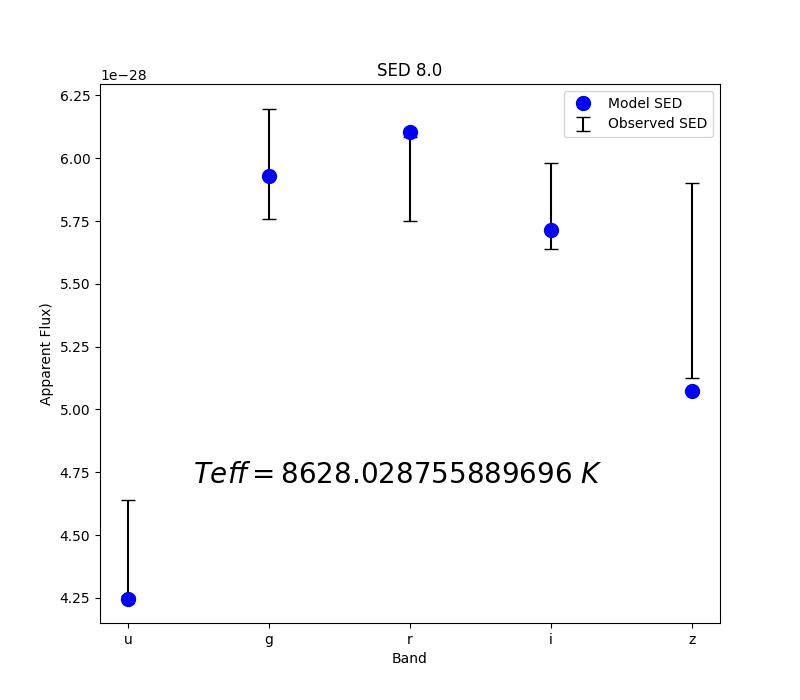 SED 8.0
1e−28
Model SED
Observed SED
6.25
6.00
5.75
5.50
5.25
5.00
4.75
4.50
4.25
Apparent Flux)
Teff = 8628.028755889696 K
u g r i z
Band